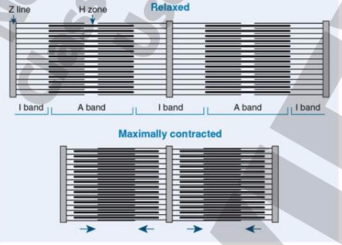 Relaxed
Z line H zone
I band A band I band A band I band
Maximally contracted